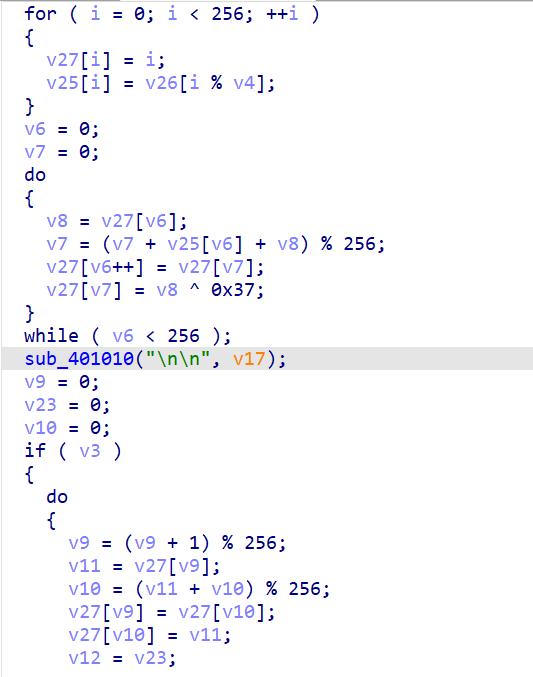 for ( i = 0; i < 256; ++i )
{
v27[i] = i;
v25[i] = v26[i % v4];
}
v6 = 0;
v7 = 0;
do
{
v8 = v27[v6];
v7 = (v7 + v25[v6] + v8) % 256;
v27[v6++] = v27[v7];
v27[v7] = v8 ^ 0x37;
}
while ( v6 < 256 );
sub_401010("\n\n", v17);
v9 = 0;
v23 = 0;
v10 = 0;
if ( v3 )
{
do
{
v9 = (v9 + 1) % 256;
v11 = v27[v9];
v10 = (v11 + v10) % 256;
v27[v9] = v27[v10];
v27[v10] = v11;
v12 = v23;